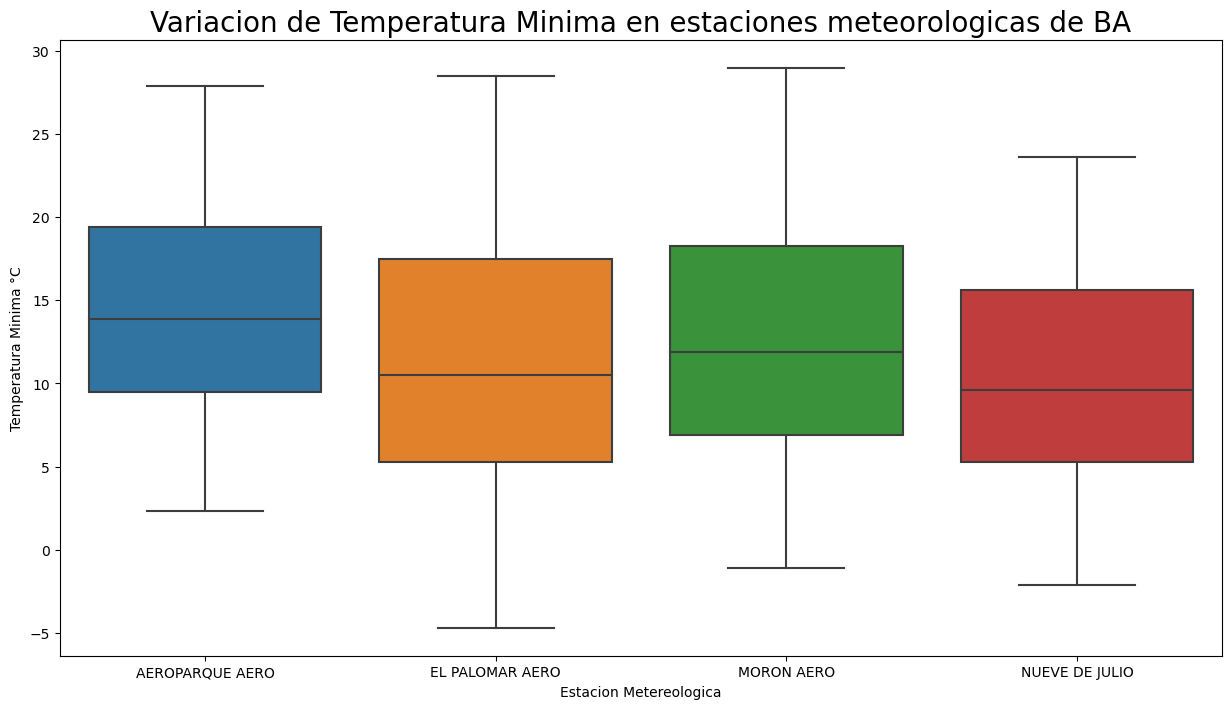 Variacion de Temperatura Minima en estaciones meteorologicas de BA
30
25
20
15
10
5
0
−5
Temperatura Minima °C
AEROPARQUE AERO
EL PALOMAR AERO
MORON AERO
NUEVE DE JULIO
Estacion Metereologica